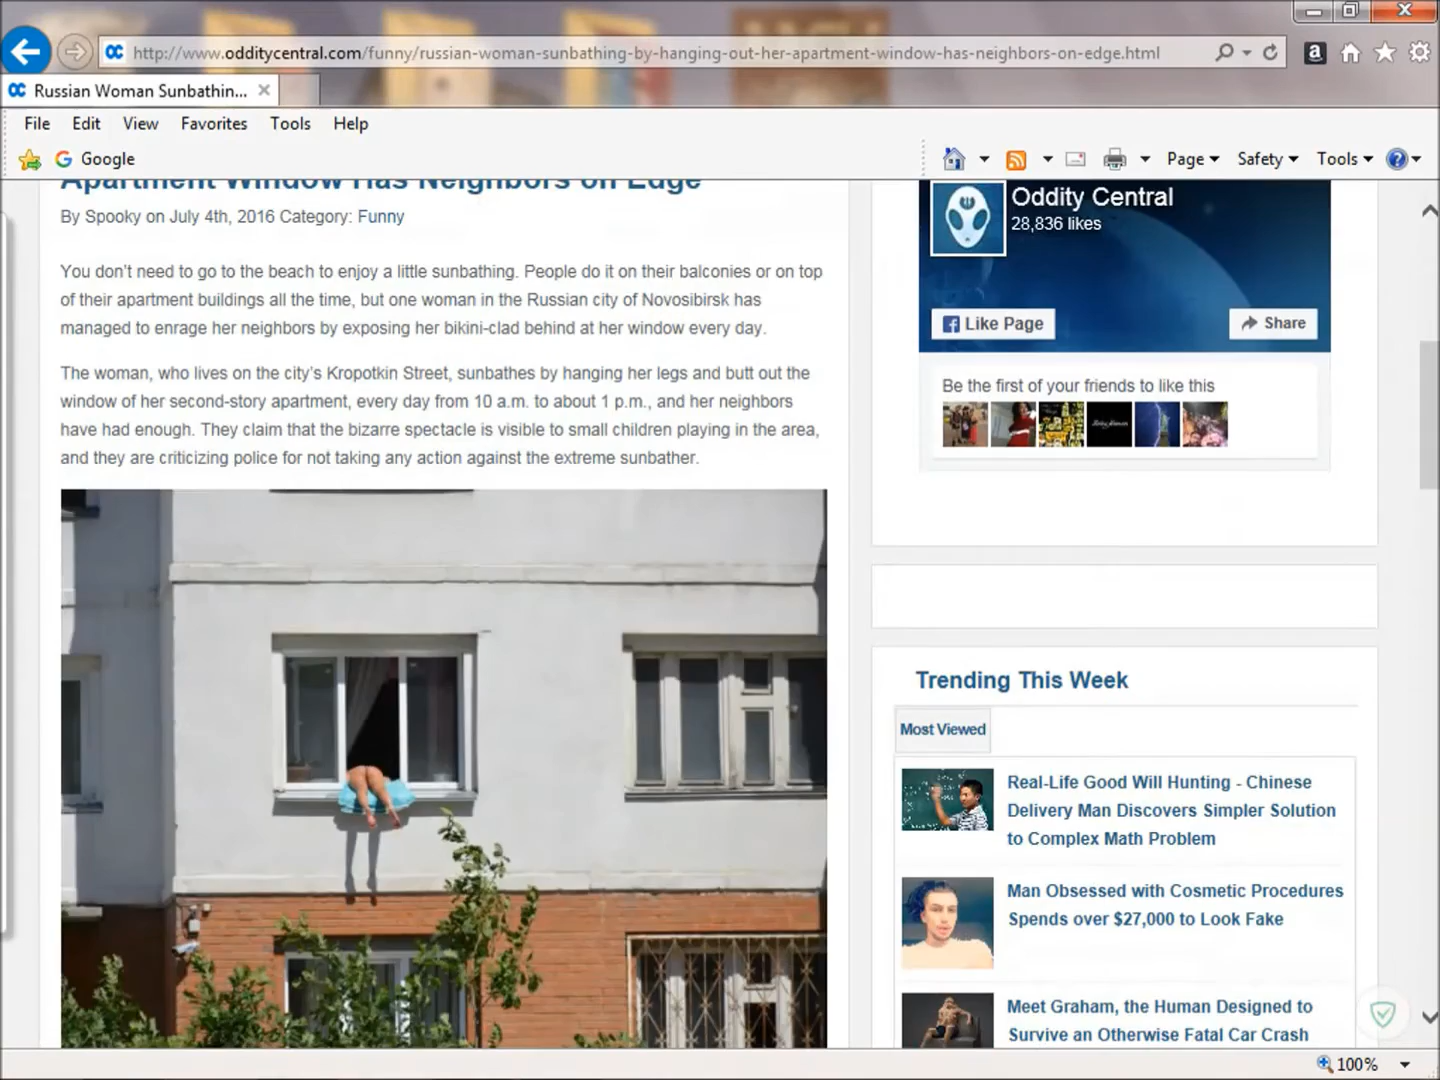 http://www.odditycentral.com/funny/russian-woman-sunbathing-by-hanging-out-her-apartment-window-has-neighbors-on-edge.html
Russian Woman Sunbathin...
File Edit View Favorites Tools Help
Google
Page Safety Tools
Apartment Window Has Neighbors on Edge
By Spooky on July 4th, 2016 Category: Funny
You don't need to go to the beach to enjoy a little sunbathing. People do it on their balconies or on top
of their apartment buildings all the time, but one woman in the Russian city of Novosibirsk has
managed to enrage her neighbors by exposing her bikini-clad behind at her window every day.
The woman, who lives on the city's Kropotkin Street, sunbathes by hanging her legs and butt out the
window of her second-story apartment, every day from 10 a.m. to about 1 p.m., and her neighbors
have had enough. They claim that the bizarre spectacle is visible to small children playing in the area,
and they are criticizing police for not taking any action against the extreme sunbather.
Oddity Central
28,836 likes
Like Page
Share
Be the first of your friends to like this
Trending This Week
Most Viewed
Real-Life Good Will Hunting - Chinese
Delivery Man Discovers Simpler Solution
to Complex Math Problem
Man Obsessed with Cosmetic Procedures
Spends over $27,000 to Look Fake
Meet Graham, the Human Designed to
Survive an Otherwise Fatal Car Crash
100%